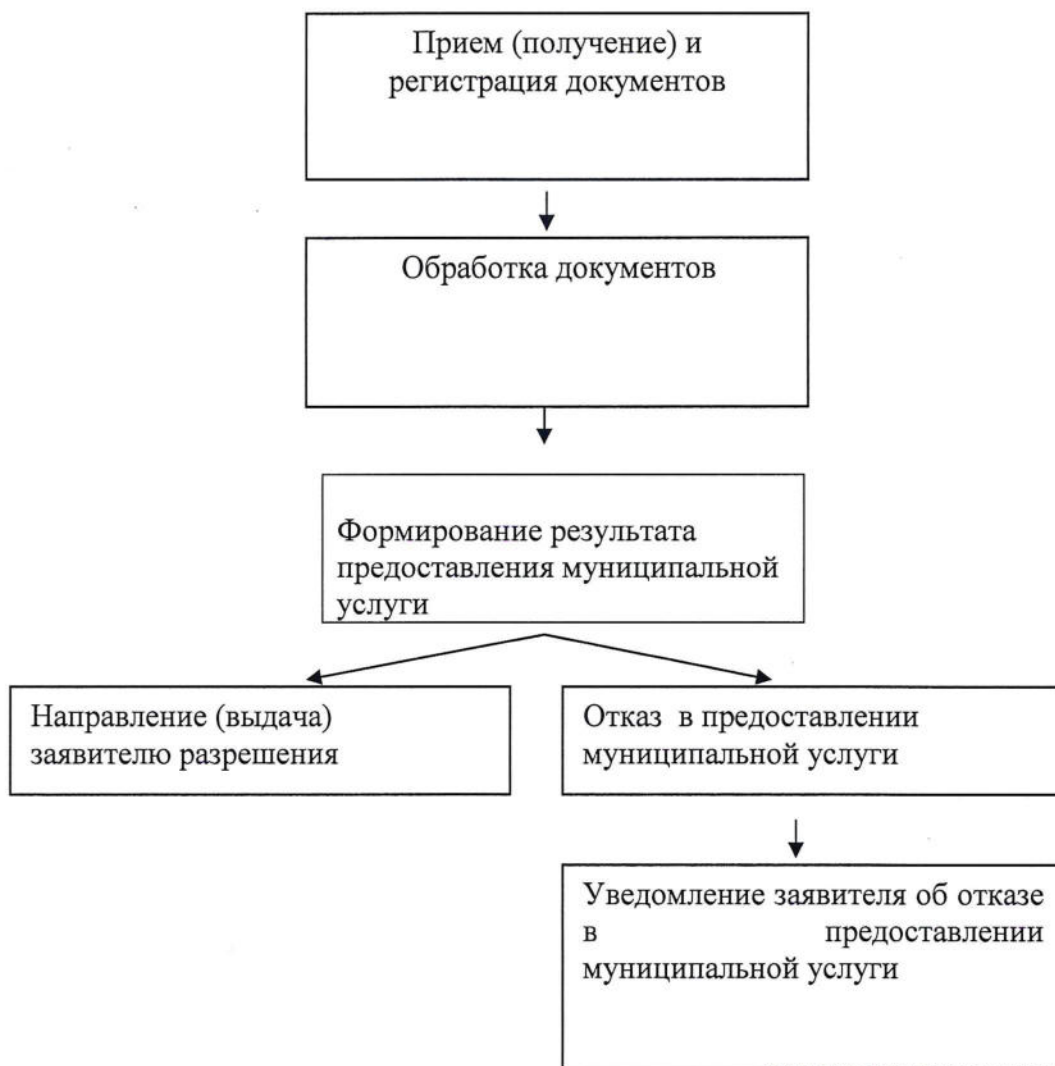 Прием (получение) и
регистрация документов
Обработка документов
Формирование результата
предоставления муниципальной
услуги
Направление (выдача)
заявителю разрешения
Отказ в предоставлении
муниципальной услуги
Уведомление заявителя об отказе
в предоставлении
муниципальной услуги